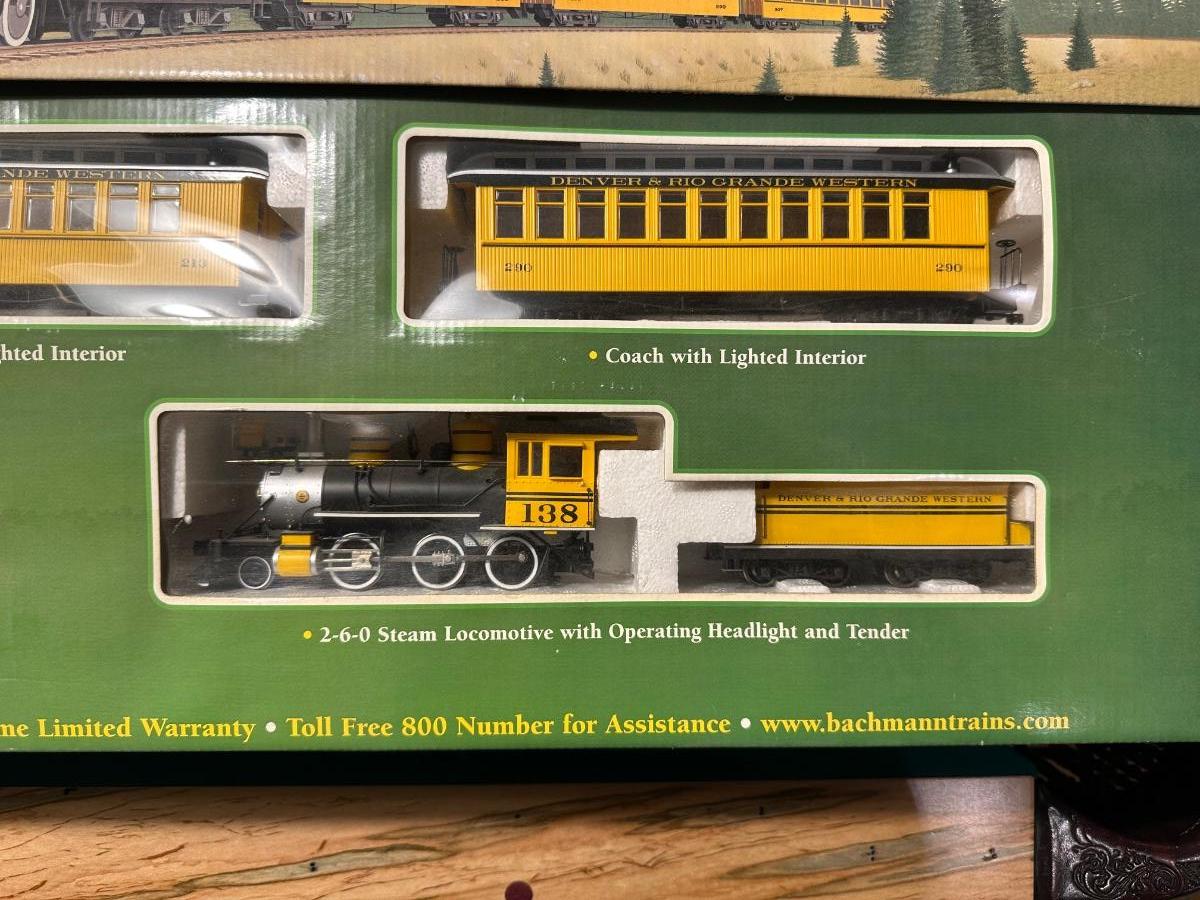 NDE WESTERN
213
DENVER & RIO GRANDE WESTERN
290 290
hted Interior
• Coach with Lighted Interior
138
DENVER & RIO GRANDE WESTERN
• 2-6-0 Steam Locomotive with Operating Headlight and Tender
me Limited Warranty • Toll Free 800 Number for Assistance • www.bachmanntrains.com